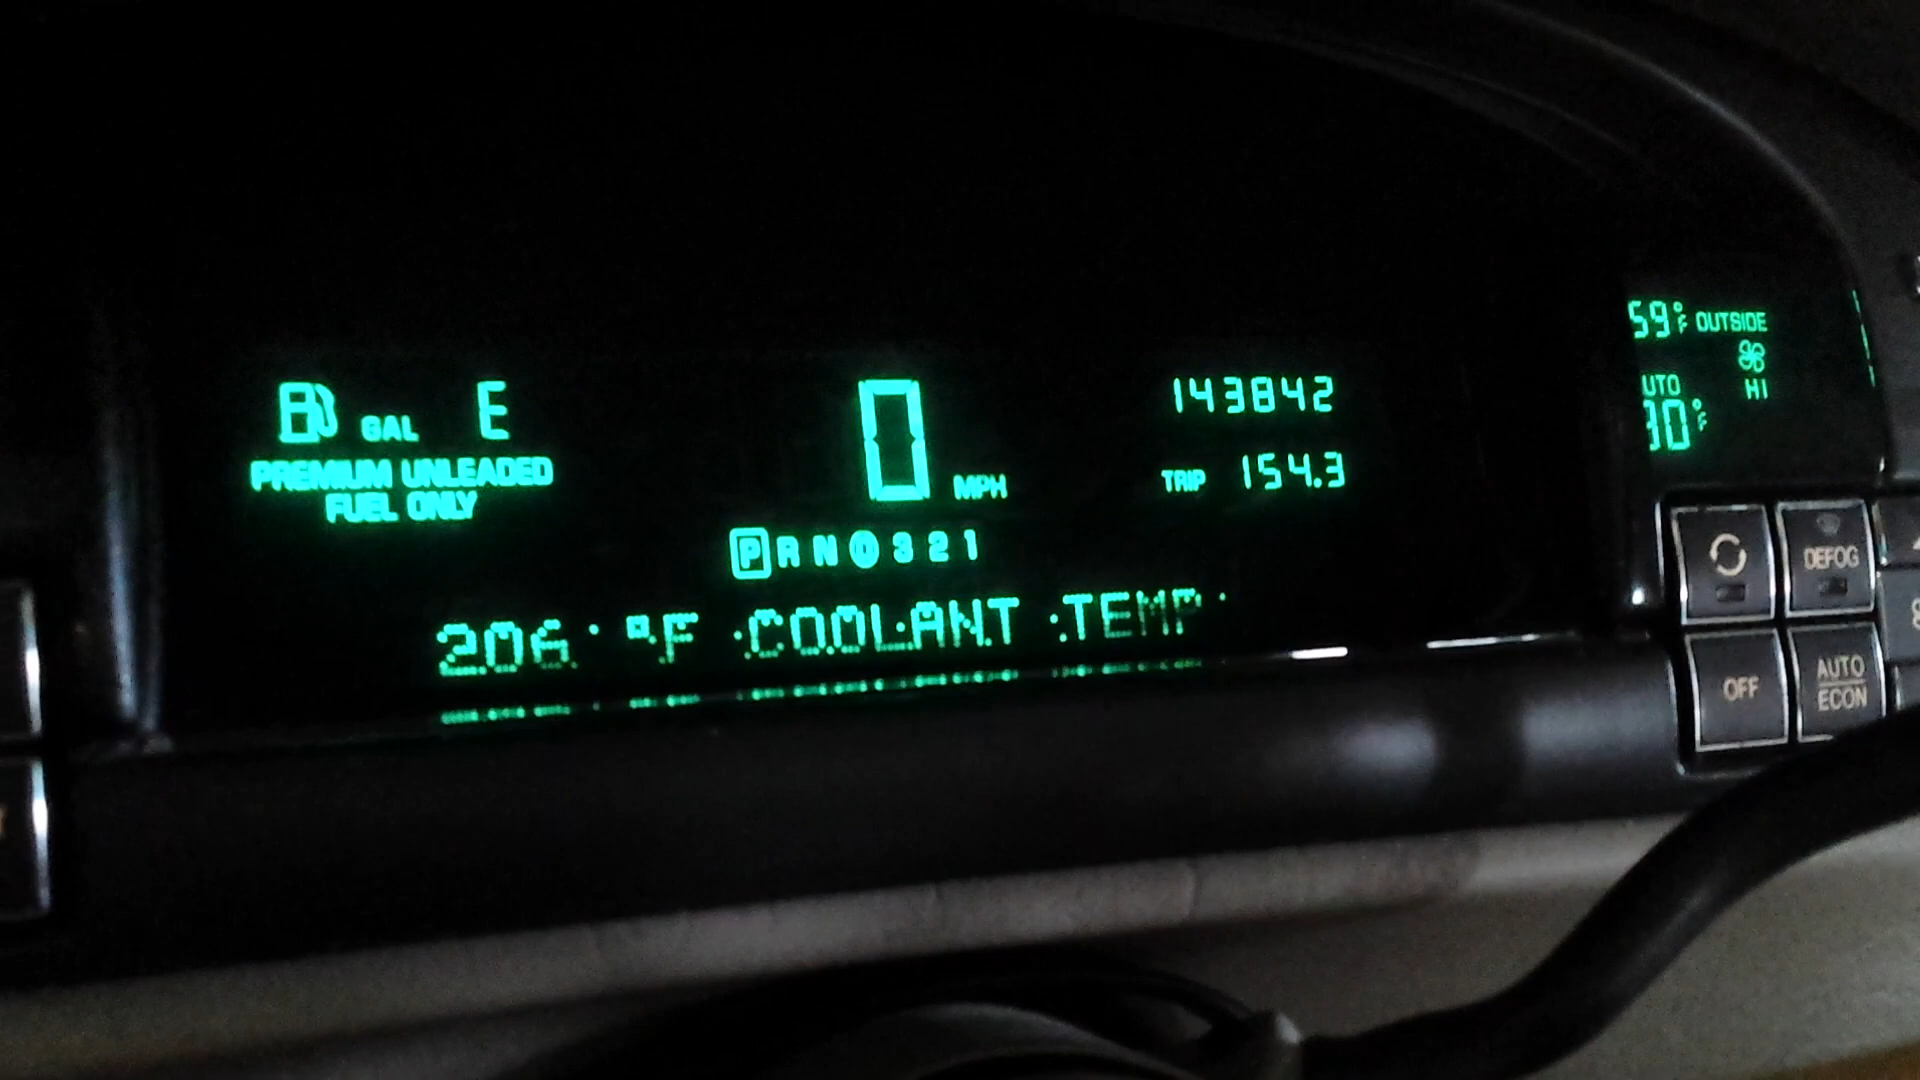 GAL E
PREMIUM UNLEADED
FUEL ONLY
0 MPH
143842
TRIP 154.3
P R N D 3 2 1
206 °F COOLANT TEMP
59°F OUTSIDE
HI
DEFOG
OFF
AUTO
ECON